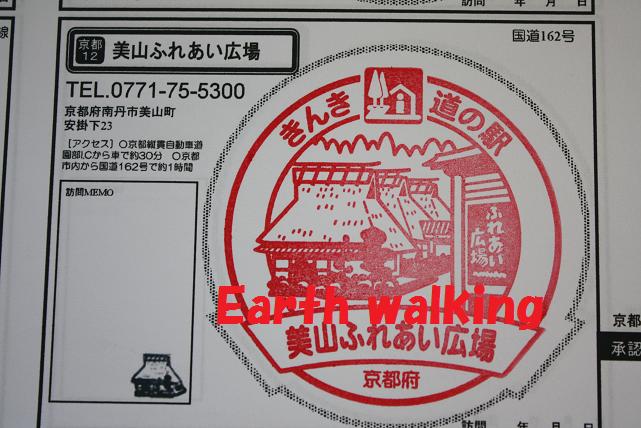 訪問 年 月 日
京都
12
美山ふれあい広場
国道162号
TEL.0771-75-5300
京都府南丹市美山町
安掛下23
[アクセス] ○京都縦貫自動車道
園部I.Cから車で約30分 ○京都
市内から国道162号で約1時間
訪問MEMO
きんき 道の駅
ふれあい
広場
Earth walking
美山ふれあい広場
京都府
訪問 年 月 日
京都
承認